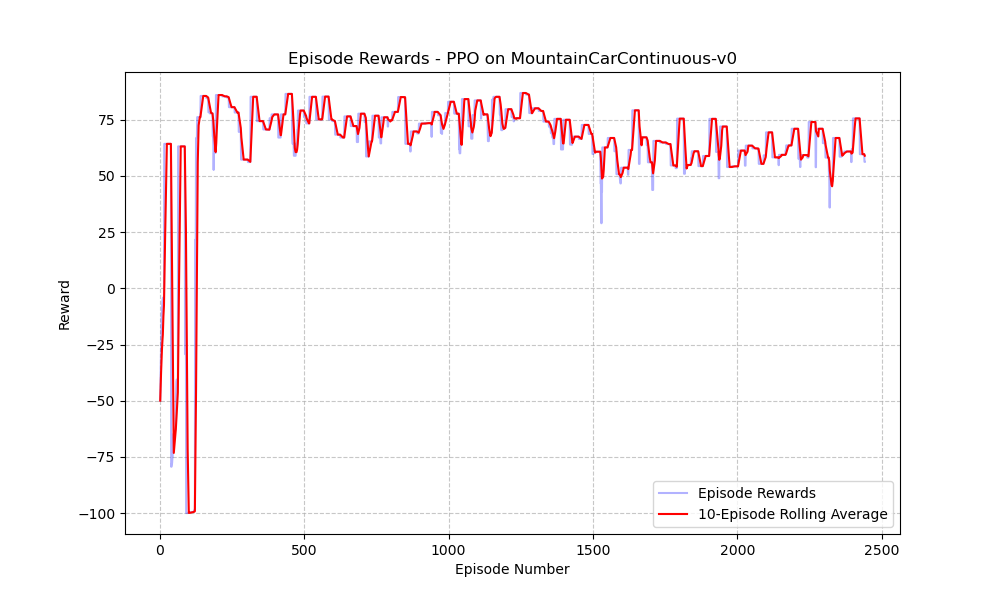 Episode Rewards - PPO on MountainCarContinuous-v0
Reward
75
50
25
0
−25
−50
−75
−100
Episode Rewards
10-Episode Rolling Average
0 500 1000 1500 2000 2500
Episode Number